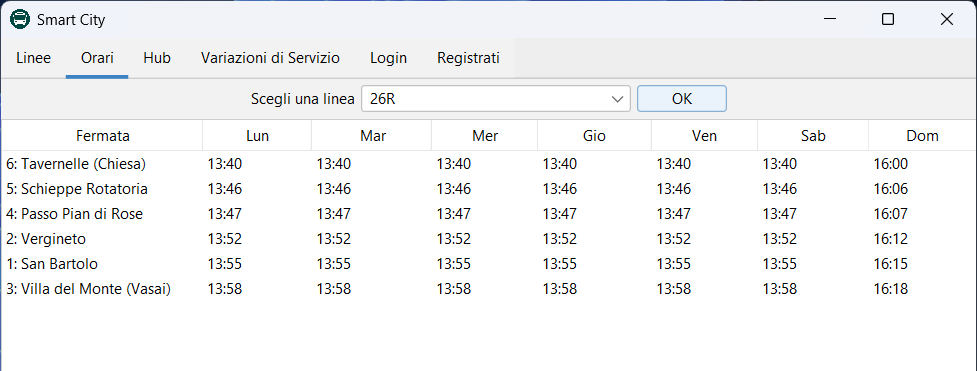 Smart City
Linee Orari Hub Variazioni di Servizio Login Registrati
Scegli una linea 26R OK
Fermata Lun Mar Mer Gio Ven Sab Dom
6: Tavernelle (Chiesa) 13:40 13:40 13:40 13:40 13:40 13:40 16:00
5: Schieppe Rotatoria 13:46 13:46 13:46 13:46 13:46 13:46 16:06
4: Passo Pian di Rose 13:47 13:47 13:47 13:47 13:47 13:47 16:07
2: Vergineto 13:52 13:52 13:52 13:52 13:52 13:52 16:12
1: San Bartolo 13:55 13:55 13:55 13:55 13:55 13:55 16:15
3: Villa del Monte (Vasai) 13:58 13:58 13:58 13:58 13:58 13:58 16:18